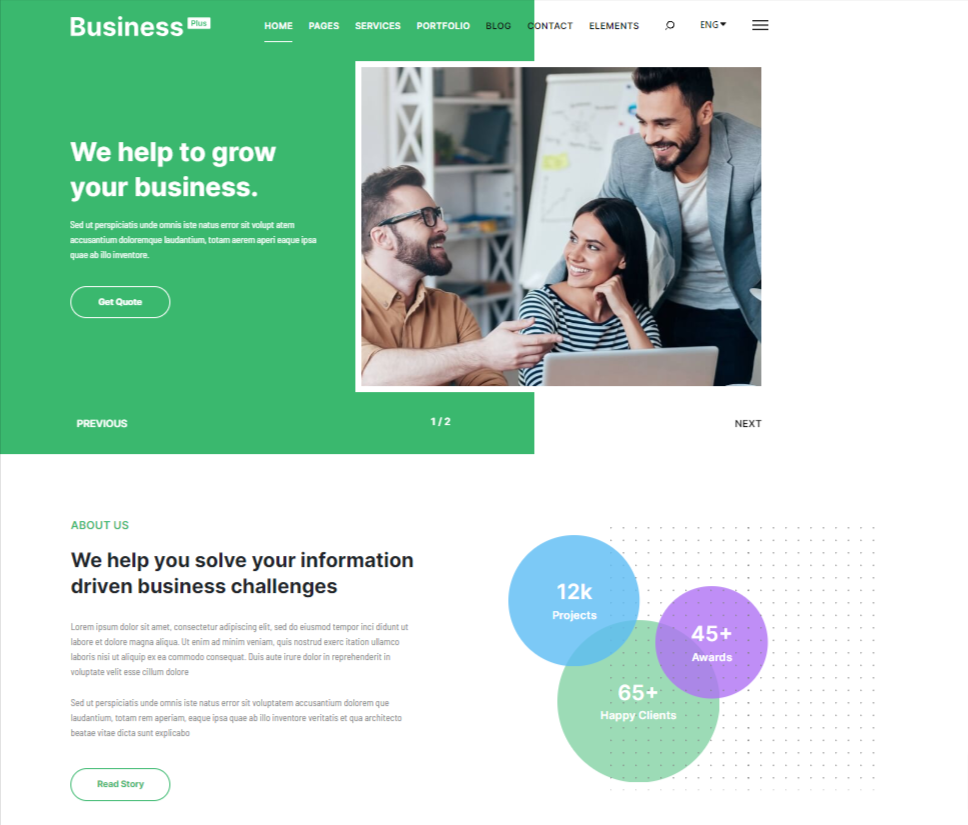 Business Plus
HOME PAGES SERVICES PORTFOLIO BLOG CONTACT ELEMENTS ENG
We help to grow
your business.
Sed ut perspiciatis unde omnis iste natus error sit volupt atem
accusantium doloremque laudantium, totam aerem aperi eaque ipsa
quae ab illo inventore.
Get Quote
PREVIOUS
1 / 2
NEXT
ABOUT US
We help you solve your information
driven business challenges
Lorem ipsum dolor sit amet, consectetur adipiscing elit, sed do eiusmod tempor inci didunt ut
labore et dolore magna aliqua. Ut enim ad minim veniam, quis nostrud exerc itation ullamco
laboris nisi ut aliquip ex ea commodo consequat. Duis aute irure dolor in reprehenderit in
voluptate velit esse cillum dolore
Sed ut perspiciatis unde omnis iste natus error sit voluptatem accusantium dolorem que
laudantium, totam rem aperiam, eaque ipsa quae ab illo inventore veritatis et qua architecto
beatae vitae dicta sunt explicabo
Read Story
12k
Projects
45+
Awards
65+
Happy Clients